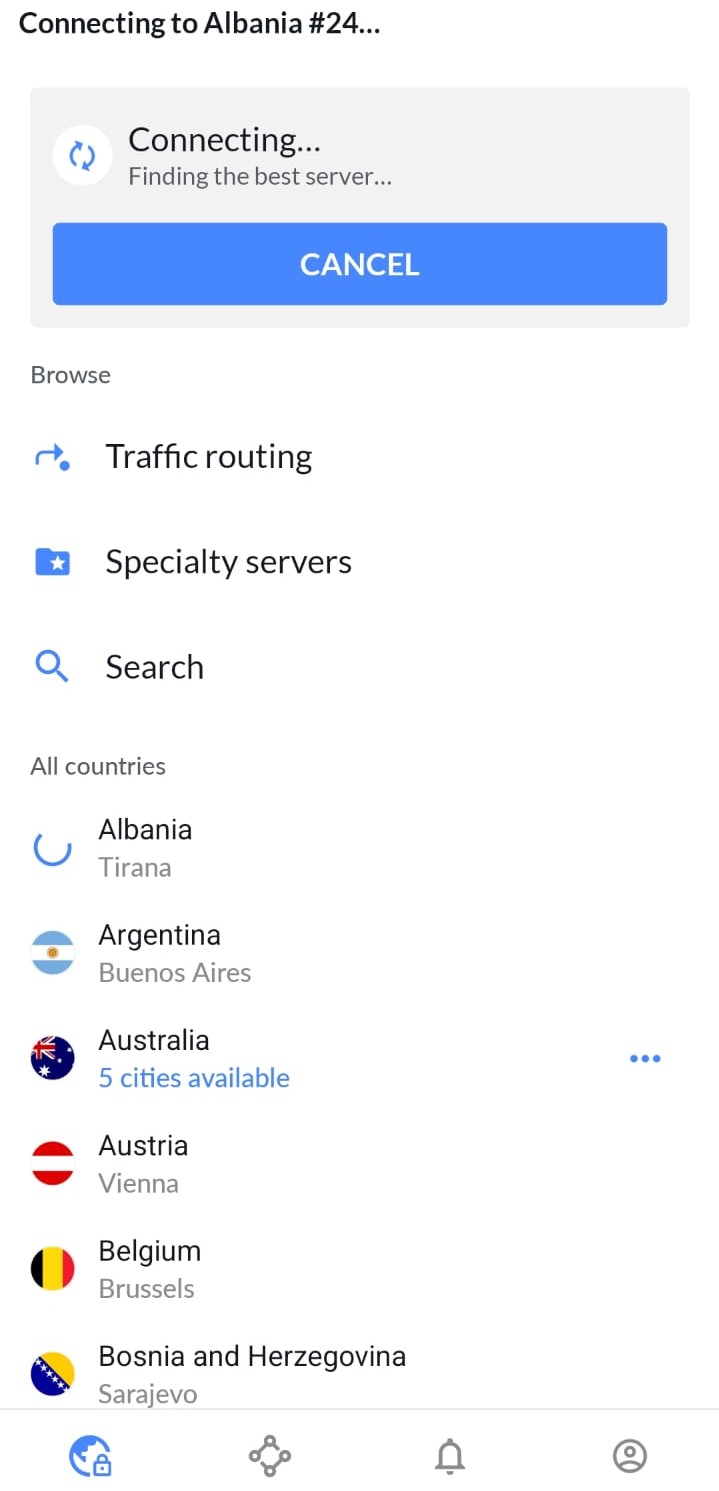 Connecting to Albania #24...
Connecting...
Finding the best server...
CANCEL
Browse
Traffic routing
Specialty servers
Search
All countries
Albania
Tirana
Argentina
Buenos Aires
Australia
5 cities available
Austria
Vienna
Belgium
Brussels
Bosnia and Herzegovina
Sarajevo